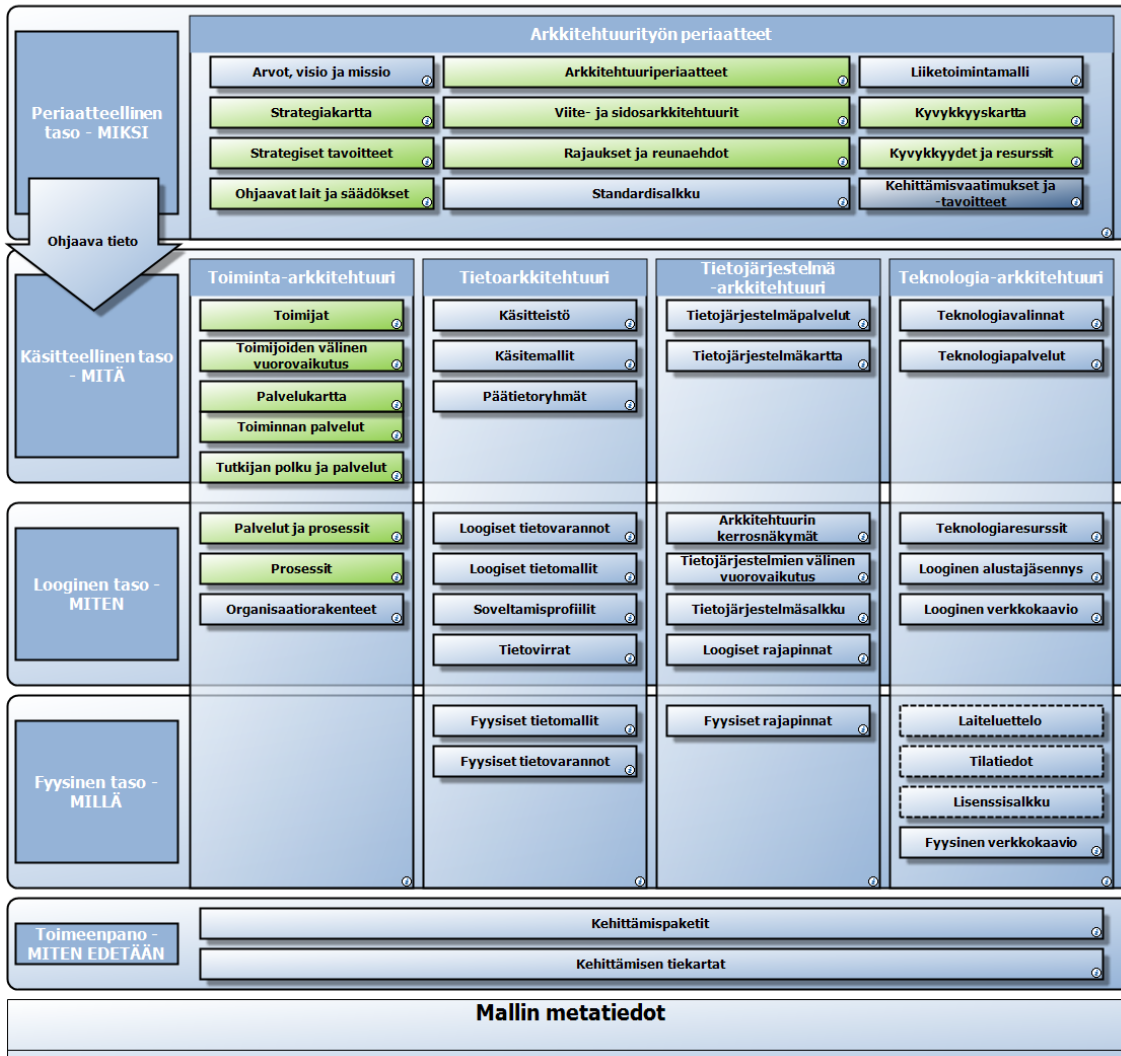 Arkkitehtuurityön periaatteet
Periaatteellinen
taso - MIKSI
Arvot, visio ja missio
Arkkitehtuuriperiaatteet
Liiketoimintamalli
Strategiakartta
Viite- ja sidosarkkitehtuurit
Kyvykkyyskartta
Strategiset tavoitteet
Rajaukset ja reunaehdot
Kyvykkyydet ja resurssit
Ohjaavat lait ja säädökset
Standardisalkku
Kehittämisvaatimukset ja
-tavoitteet
Ohjaava tieto
Käsitteellinen taso
- MITÄ
Toiminta-arkkitehtuuri
Tietoarkkitehtuuri
Tietojärjestelmä
-arkkitehtuuri
Teknologia-arkkitehtuuri
Toimijat
Käsitteistö
Tietojärjestelmäpalvelut
Teknologiavalinnat
Toimijoiden välinen
vuorovaikutus
Käsitemallit
Tietojärjestelmäkartta
Teknologiapalvelut
Palvelukartta
Päätietoryhmät
Toiminnan palvelut
Tutkijan polku ja palvelut
Looginen taso -
MITEN
Palvelut ja prosessit
Loogiset tietovarannot
Arkkitehtuurin
kerrosnäkymät
Teknologiaresurssit
Prosessit
Loogiset tietomallit
Tietojärjestelmien välinen
vuorovaikutus
Looginen alustajäsennys
Organisaatiorakenteet
Soveltamisprofiilit
Tietojärjestelmäsalkku
Looginen verkkokaavio
Tietovirrat
Loogiset rajapinnat
Fyysinen taso -
MILLÄ
Fyysiset tietomallit
Fyysiset rajapinnat
Laiteluettelo
Fyysiset tietovarannot
Tilatiedot
Lisenssisalkku
Fyysinen verkkokaavio
Toimeenpano -
MITEN EDETÄÄN
Kehittämispaketit
Kehittämisen tiekartat
Mallin metatiedot